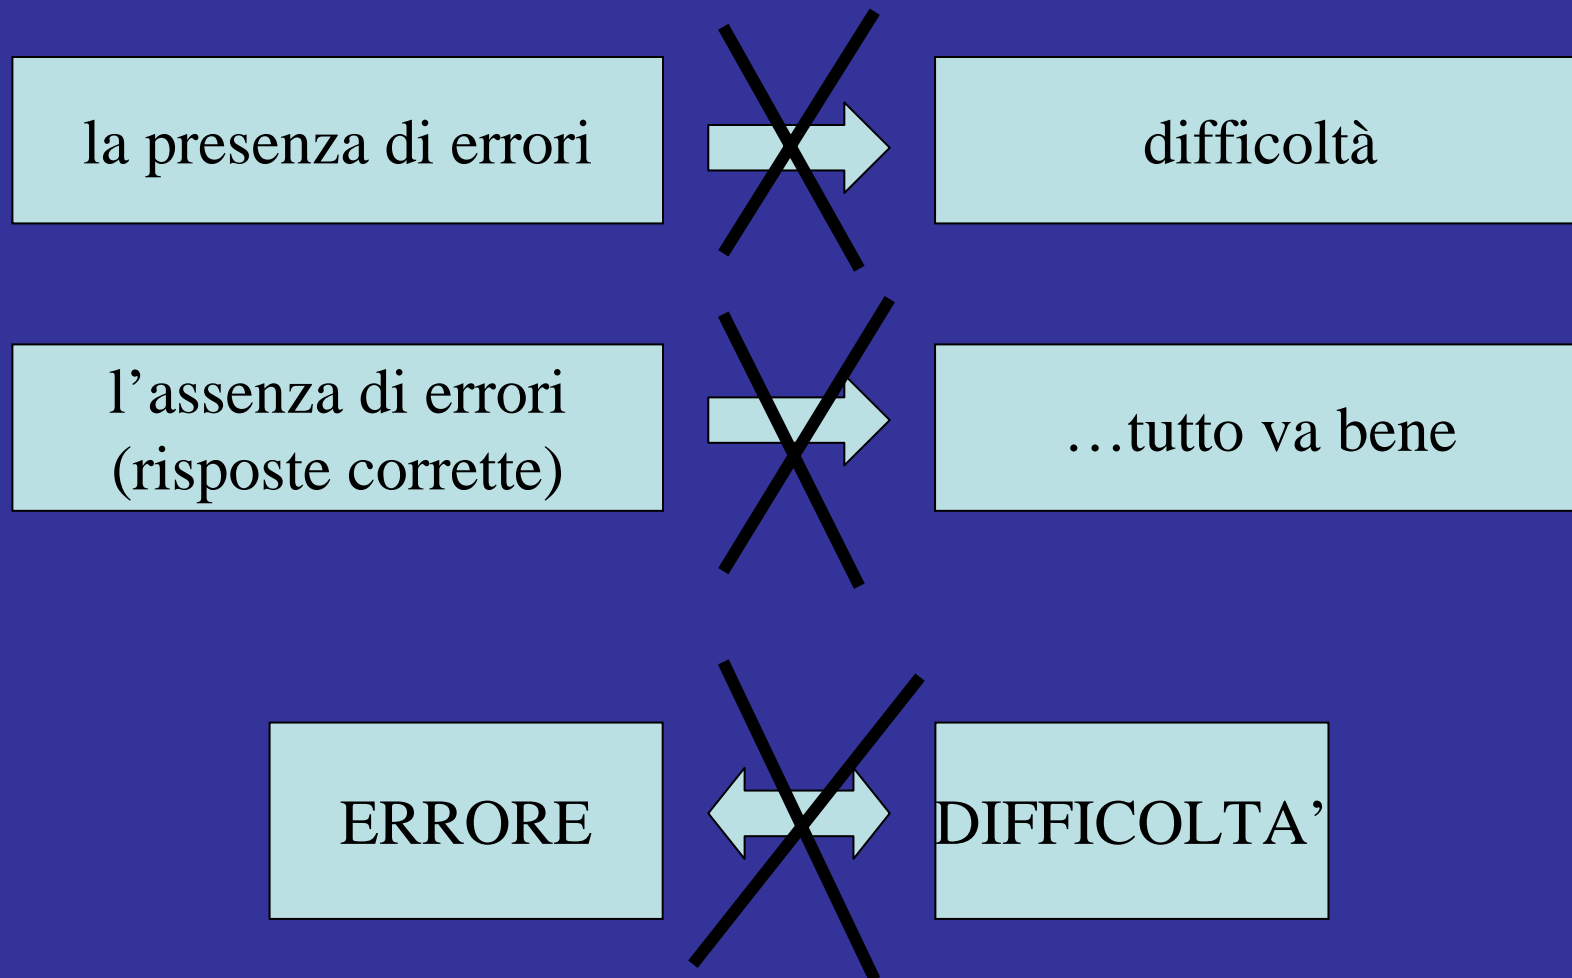 la presenza di errori
difficoltà
l’assenza di errori
(risposte corrette)
…tutto va bene
ERRORE
DIFFICOLTA’